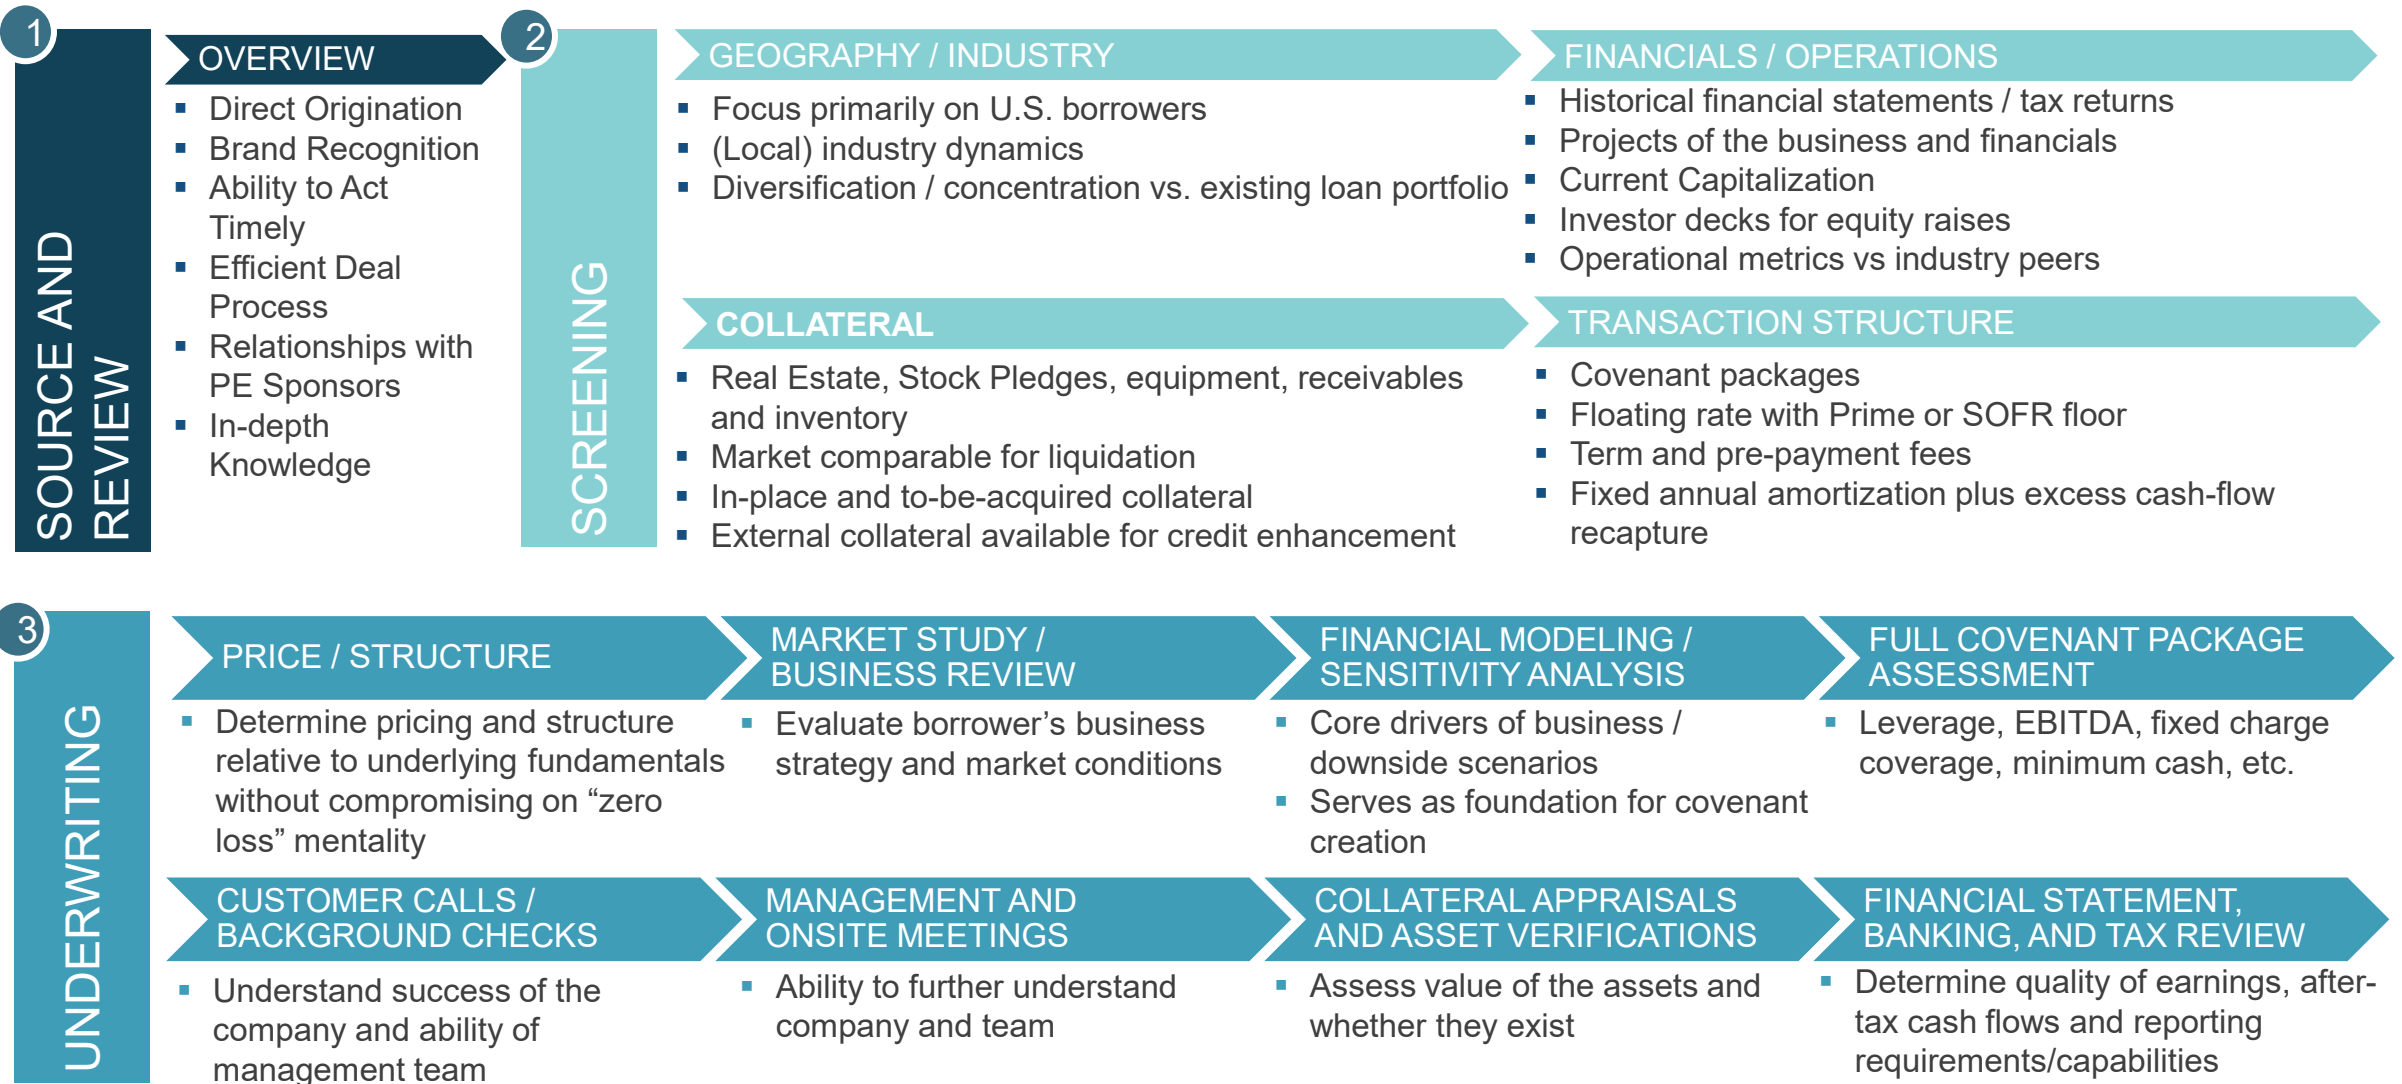 1
SOURCE AND
REVIEW
OVERVIEW
Direct Origination
Brand Recognition
Ability to Act
Timely
Efficient Deal
Process
Relationships with
PE Sponsors
In-depth
Knowledge
2
SCREENING
GEOGRAPHY / INDUSTRY
Focus primarily on U.S. borrowers
(Local) industry dynamics
Diversification / concentration vs. existing loan portfolio
FINANCIALS / OPERATIONS
Historical financial statements / tax returns
Projects of the business and financials
Current Capitalization
Investor decks for equity raises
Operational metrics vs industry peers
COLLATERAL
Real Estate, Stock Pledges, equipment, receivables
and inventory
Market comparable for liquidation
In-place and to-be-acquired collateral
External collateral available for credit enhancement
TRANSACTION STRUCTURE
Covenant packages
Floating rate with Prime or SOFR floor
Term and pre-payment fees
Fixed annual amortization plus excess cash-flow
recapture
3
UNDERWRITING
PRICE / STRUCTURE
Determine pricing and structure
relative to underlying fundamentals
without compromising on “zero
loss” mentality
MARKET STUDY /
BUSINESS REVIEW
Evaluate borrower’s business
strategy and market conditions
FINANCIAL MODELING /
SENSITIVITY ANALYSIS
Core drivers of business /
downside scenarios
Serves as foundation for covenant
creation
FULL COVENANT PACKAGE
ASSESSMENT
Leverage, EBITDA, fixed charge
coverage, minimum cash, etc.
CUSTOMER CALLS /
BACKGROUND CHECKS
Understand success of the
company and ability of
management team
MANAGEMENT AND
ONSITE MEETINGS
Ability to further understand
company and team
COLLATERAL APPRAISALS
AND ASSET VERIFICATIONS
Assess value of the assets and
whether they exist
FINANCIAL STATEMENT,
BANKING, AND TAX REVIEW
Determine quality of earnings, after-
tax cash flows and reporting
requirements/capabilities